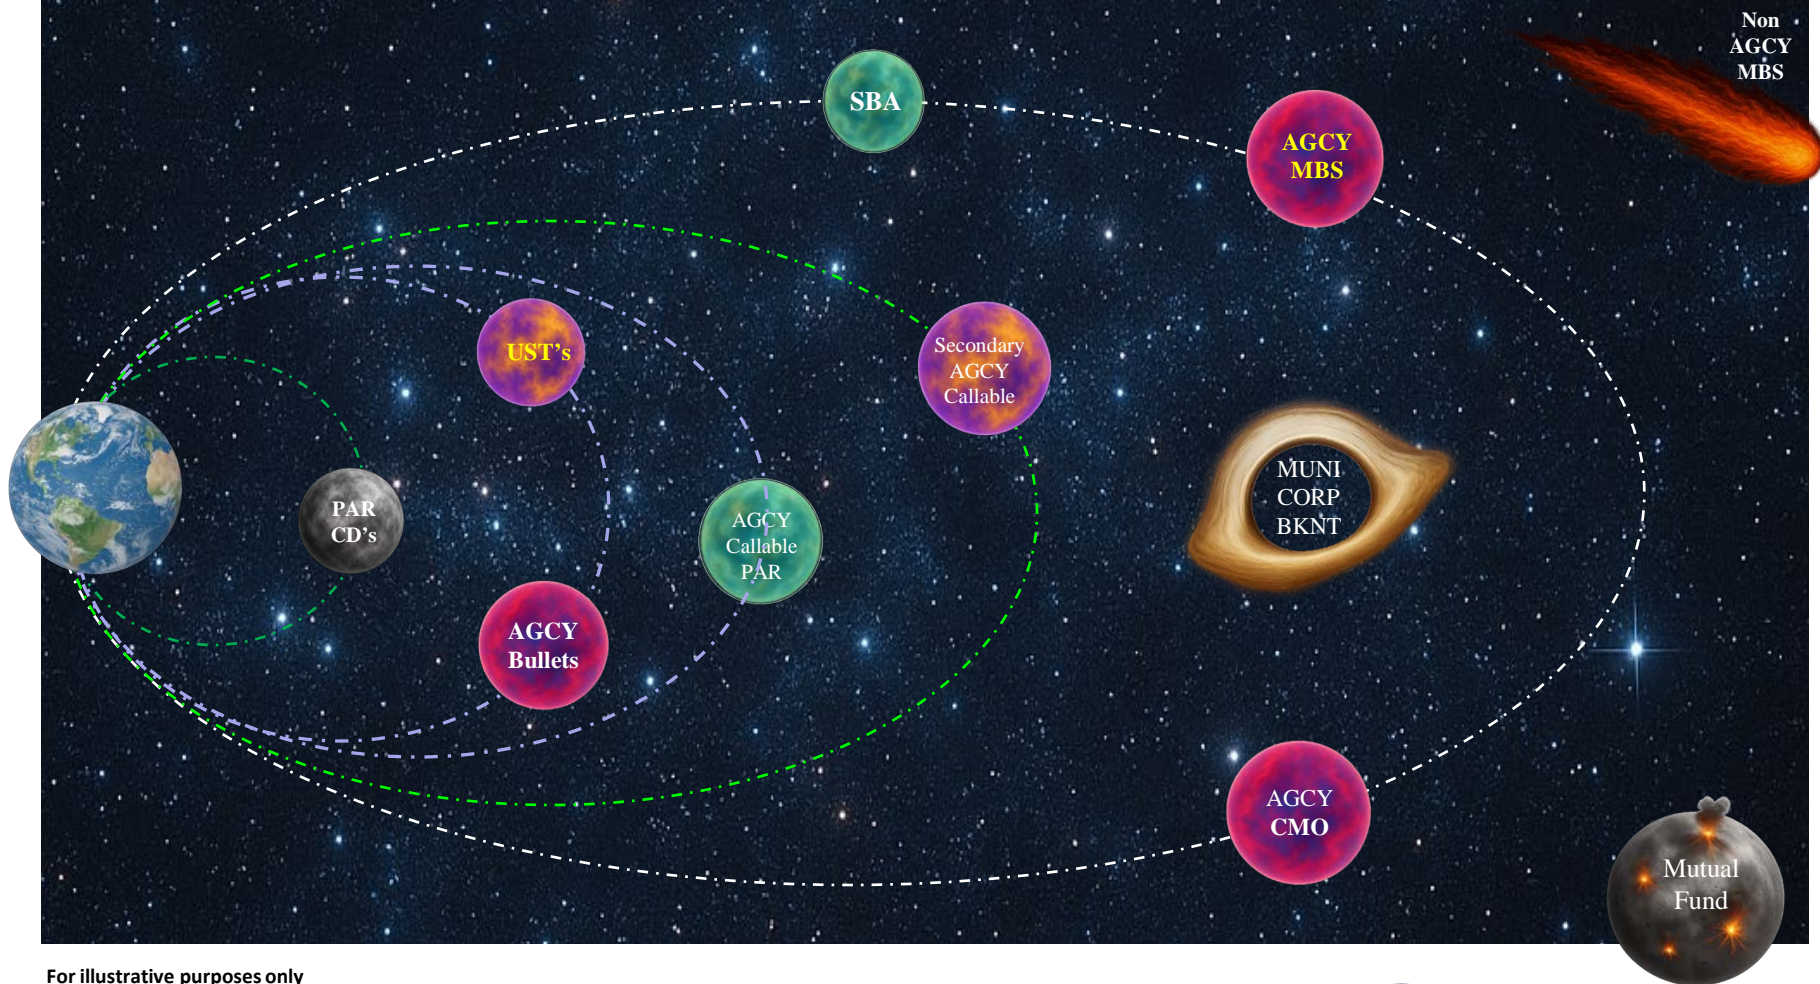 Non
AGCY
MBS
SBA
AGCY
MBS
UST's
Secondary
AGCY
Callable
PAR
CD's
AGCY
Callable
PAR
MUNI
CORP
BKNT
AGCY
Bullets
AGCY
CMO
Mutual
Fund
For illustrative purposes only